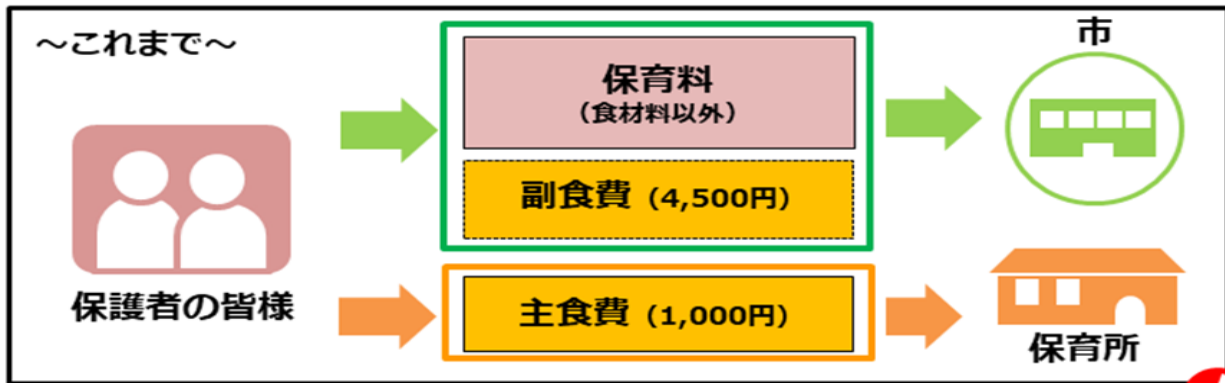 ～これまで～
保育料
（食材料以外）
副食費（4,500円）
市
保護者の皆様
主食費（1,000円）
保育所